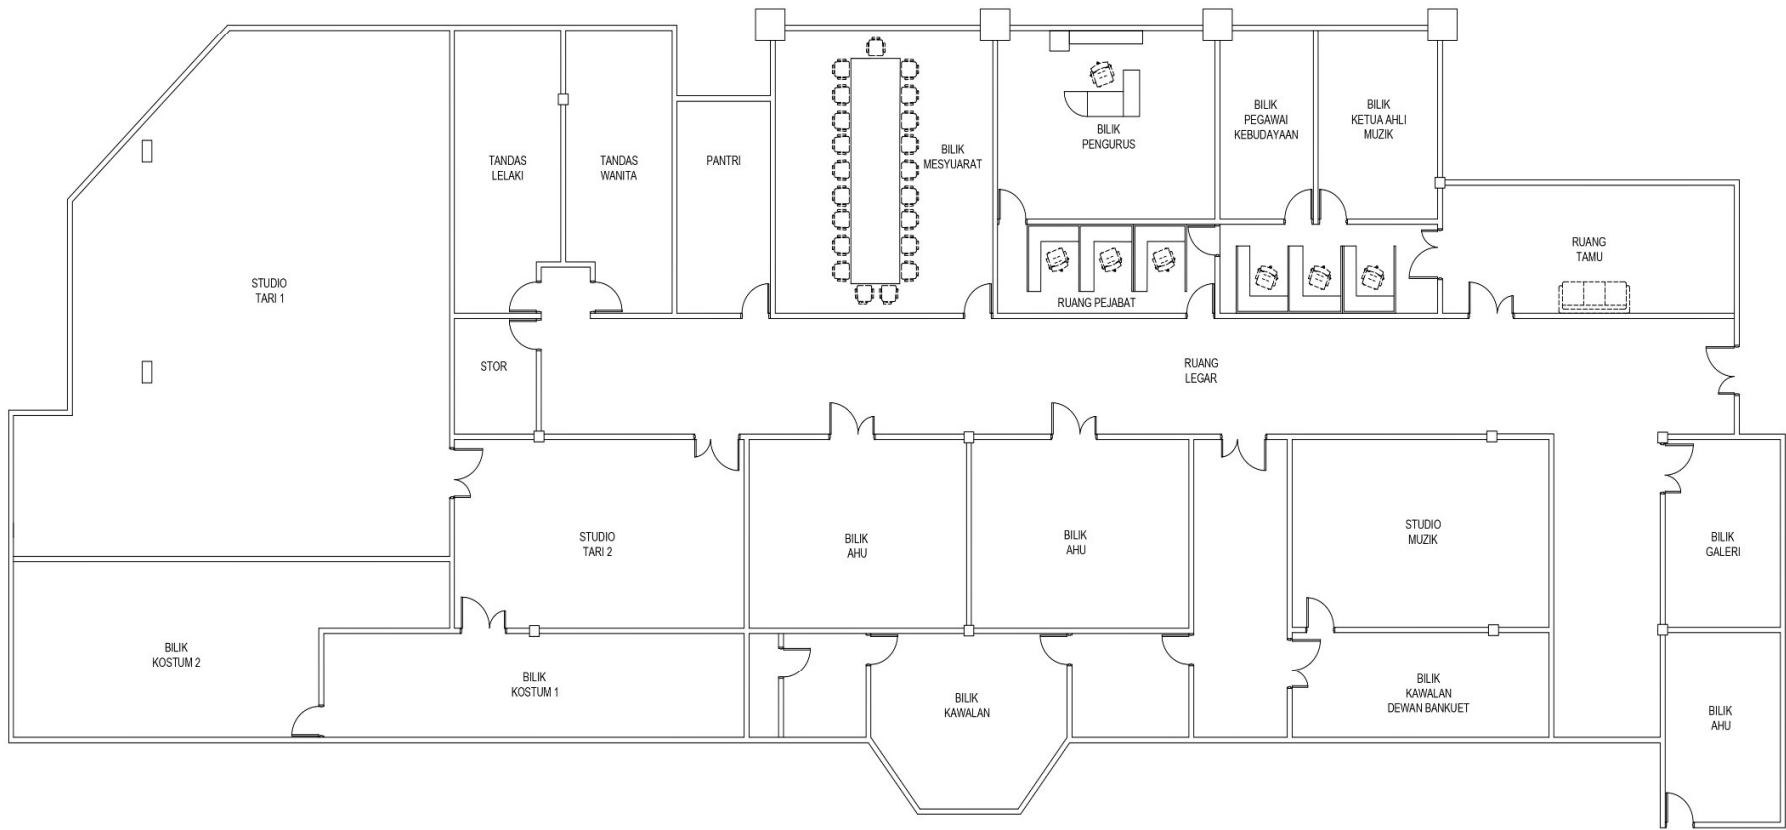 BILIK
PEGAWAI
KEBUDAYAAN
BILIK
KETUA AHLI
MUZIK
BILIK
PENGURUS
BILIK
MESYUARAT
TANDAS
LELAKI
TANDAS
WANITA
PANTRI
RUANG
TAMU
STUDIO
TARI 1
RUANG PEJABAT
STOR
RUANG
LEGAR
STUDIO
TARI 2
BILIK
AHU
BILIK
AHU
STUDIO
MUZIK
BILIK
GALERI
BILIK
KOSTUM 2
BILIK
KOSTUM 1
BILIK
KAWALAN
BILIK
KAWALAN
DEWAN BANKUET
BILIK
AHU